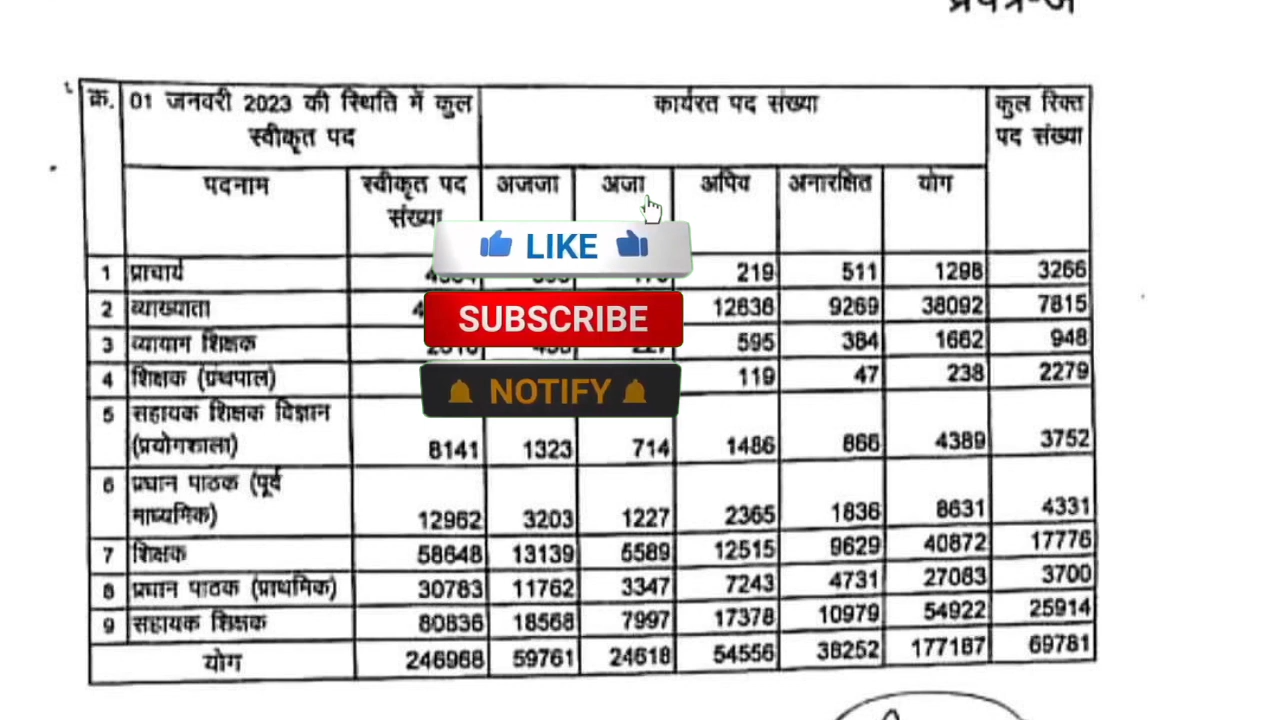 प्रपत्र-अ
क्र. 01 जनवरी 2023 की स्थिति में कुल स्वीकृत पद कार्यरत पद संख्या कुल रिक्त पद संख्या
पदनाम स्वीकृत पद संख्या अजजा अजा अपिव अनारक्षित योग
LIKE
SUBSCRIBE
NOTIFY
1 प्राचार्य 219 511 1298 3266
2 व्याख्याता 12636 9269 38092 7815
3 व्यायाम शिक्षक 595 384 1662 948
4 शिक्षक (ग्रंथपाल) 119 47 238 2279
5 सहायक शिक्षक विज्ञान
(प्रयोगशाला) 8141 1323 714 1486 866 4389 3752
6 प्रधान पाठक (पूर्व
माध्यमिक) 12962 3203 1227 2365 1836 8631 4331
7 शिक्षक 58648 13139 5589 12515 9629 40872 17776
8 प्रधान पाठक (प्राथमिक) 30783 11762 3347 7243 4731 27083 3700
9 सहायक शिक्षक 80836 18568 7997 17378 10979 54922 25914
योग 246968 59761 24618 54556 38252 177187 69781